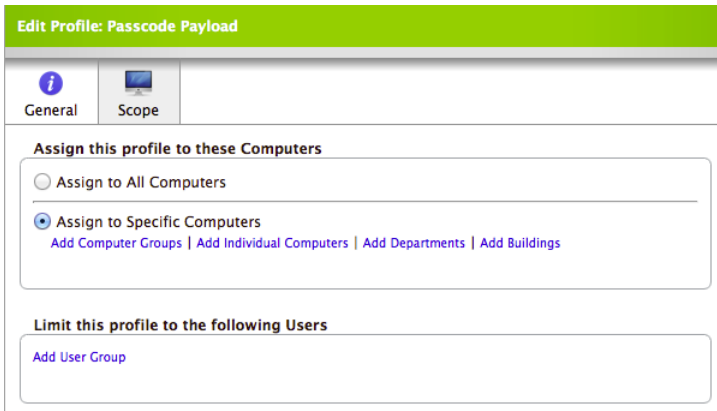 Edit Profile: Passcode Payload
General Scope
Assign this profile to these Computers
Assign to All Computers
Assign to Specific Computers
Add Computer Groups | Add Individual Computers | Add Departments | Add Buildings
Limit this profile to the following Users
Add User Group